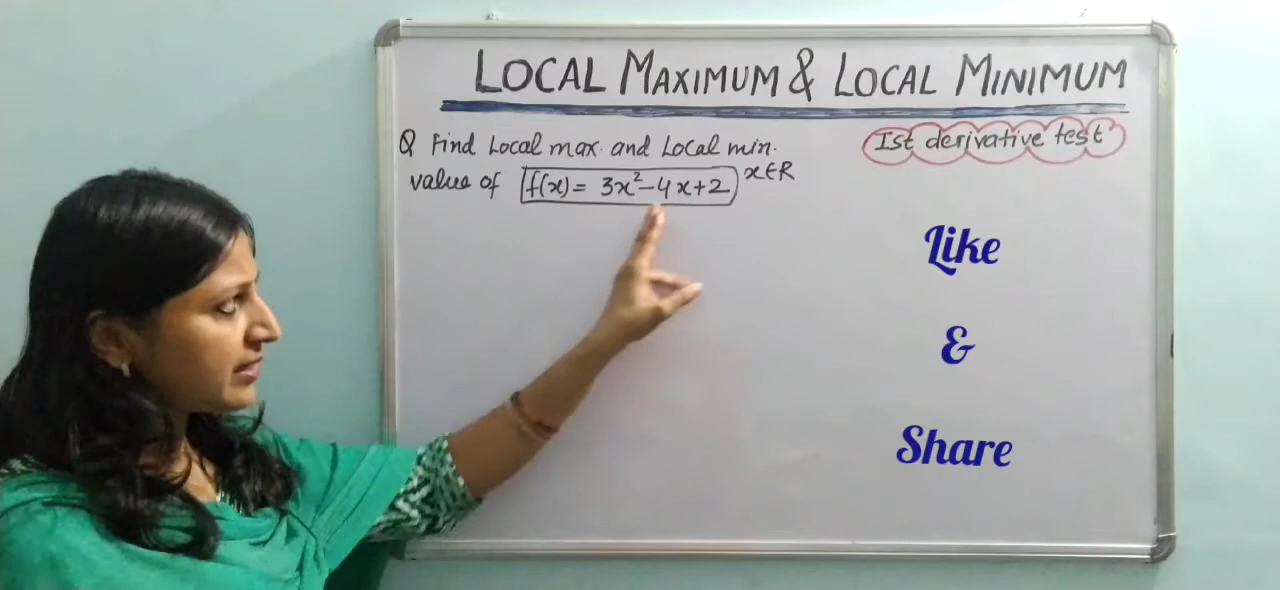 LOCAL MAXIMUM & LOCAL MINIMUM
Q Find Local max. and Local min.
value of f(x) = 3x²-4x+2 x∈R
Ist derivative test
Like
&
Share